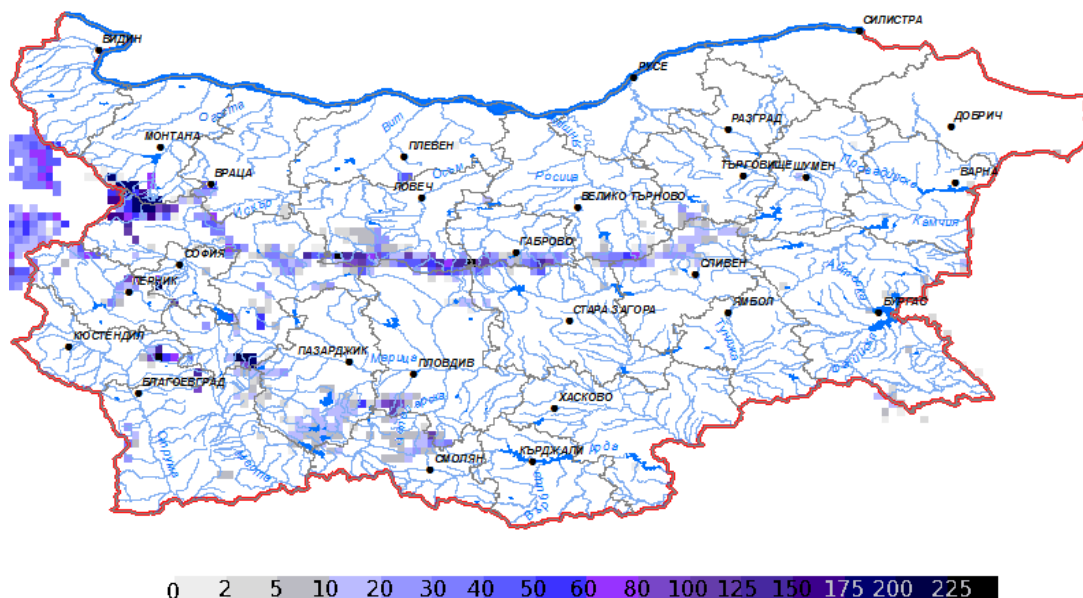 СИЛИСТРА
ВИДИН
РУСЕ
Огоста
ДОБРИЧ
Вит
РАЗГРАД
МОНТАНА
ПЛЕВЕН
ТЪРГОВИЩЕ
ШУМЕН
Осъм
ВРАЦА
Росица
ВАРНА
ЛОВЕЧ
ВЕЛИКО ТЪРНОВО
Искър
Камчия
ГАБРОВО
СОФИЯ
СЛИВЕН
ПЕРНИК
ЯМБОЛ
БУРГАС
СТАРА ЗАГОРА
КЮСТЕНДИЛ
ПАЗАРДЖИК
Марица
ПЛОВДИВ
Тунджа
БЛАГОЕВГРАД
ХАСКОВО
Струма
Места
СМОЛЯН
КЪРДЖАЛИ
0 2 5 10 20 30 40 50 60 80 100 125 150 175 200 225